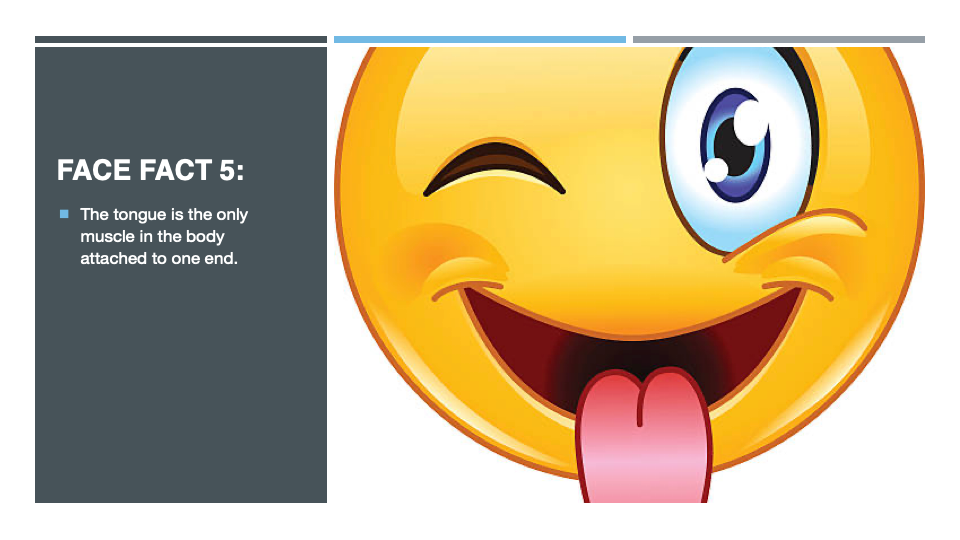 FACE FACT 5:
The tongue is the only
muscle in the body
attached to one end.